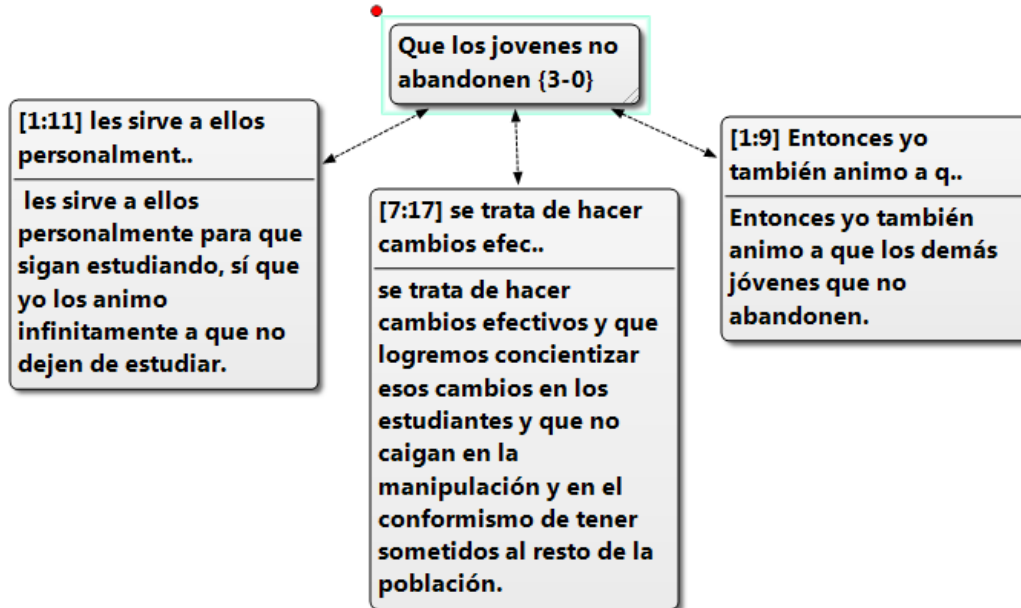 Que los jovenes no
abandonen {3-0}
[1:11] les sirve a ellos
personalment..
les sirve a ellos
personalmente para que
sigan estudiando, sí que
yo los animo
infinitamente a que no
dejen de estudiar.
[7:17] se trata de hacer
cambios efec..
se trata de hacer
cambios efectivos y que
logremos concientizar
esos cambios en los
estudiantes y que no
caigan en la
manipulación y en el
conformismo de tener
sometidos al resto de la
población.
[1:9] Entonces yo
también animo a q..
Entonces yo también
animo a que los demás
jóvenes que no
abandonen.